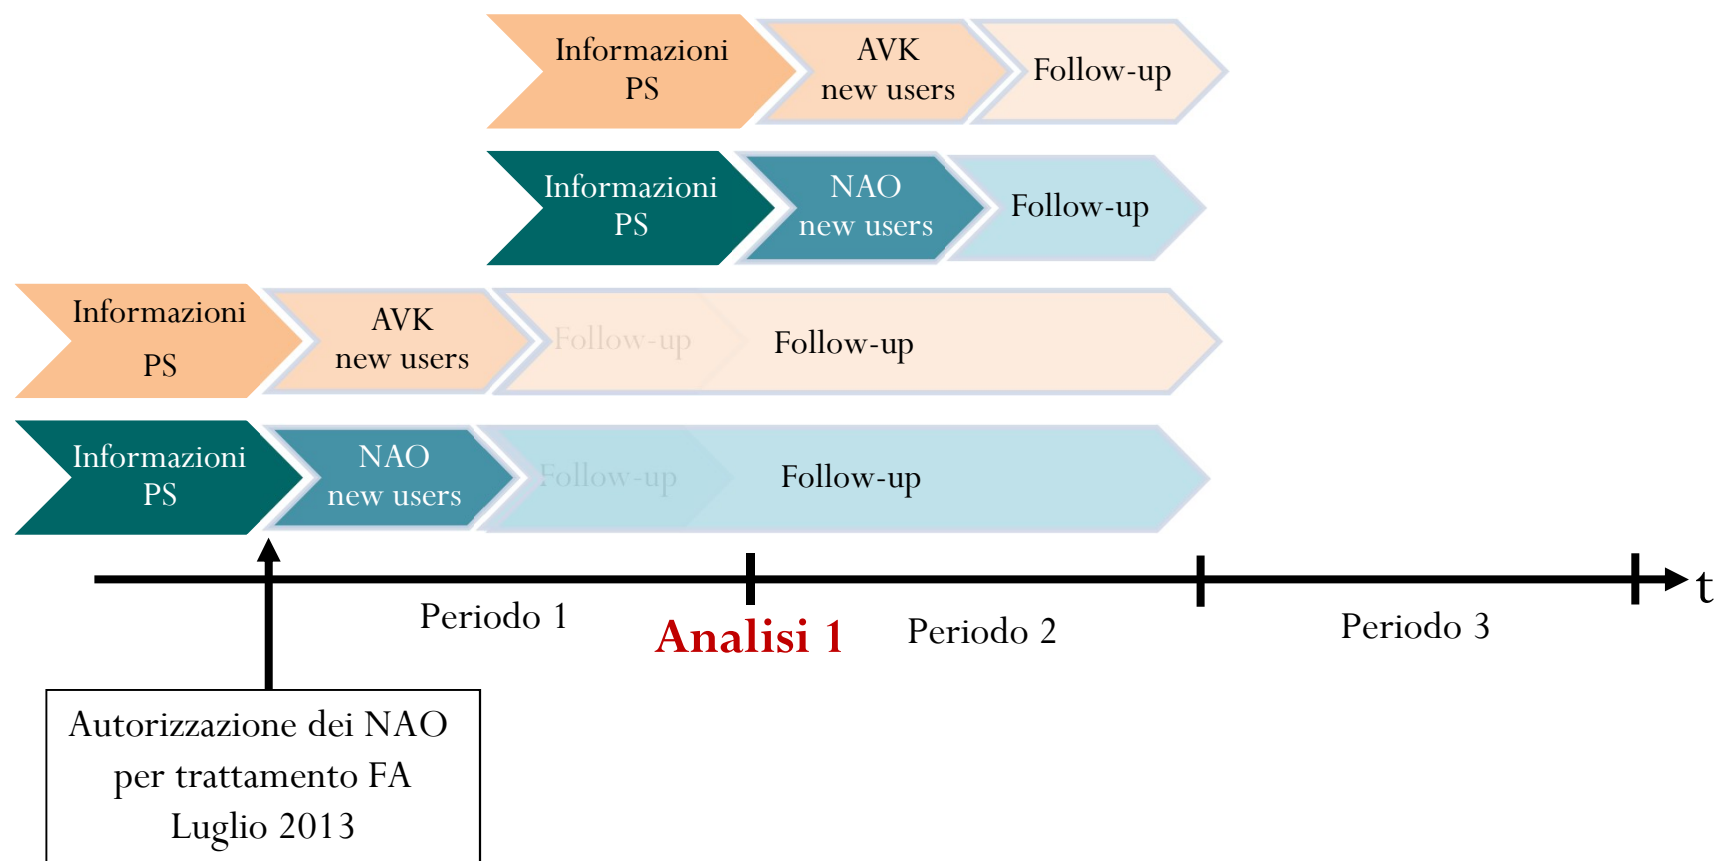 Informazioni
PS
AVK
new users
Follow-up
Informazioni
PS
NAO
new users
Follow-up
Informazioni
PS
AVK
new users
Follow-up
Follow-up
Informazioni
PS
NAO
new users
Follow-up
Follow-up
t
Periodo 1
Analisi 1
Periodo 2
Periodo 3
Autorizzazione dei NAO
per trattamento FA
Luglio 2013